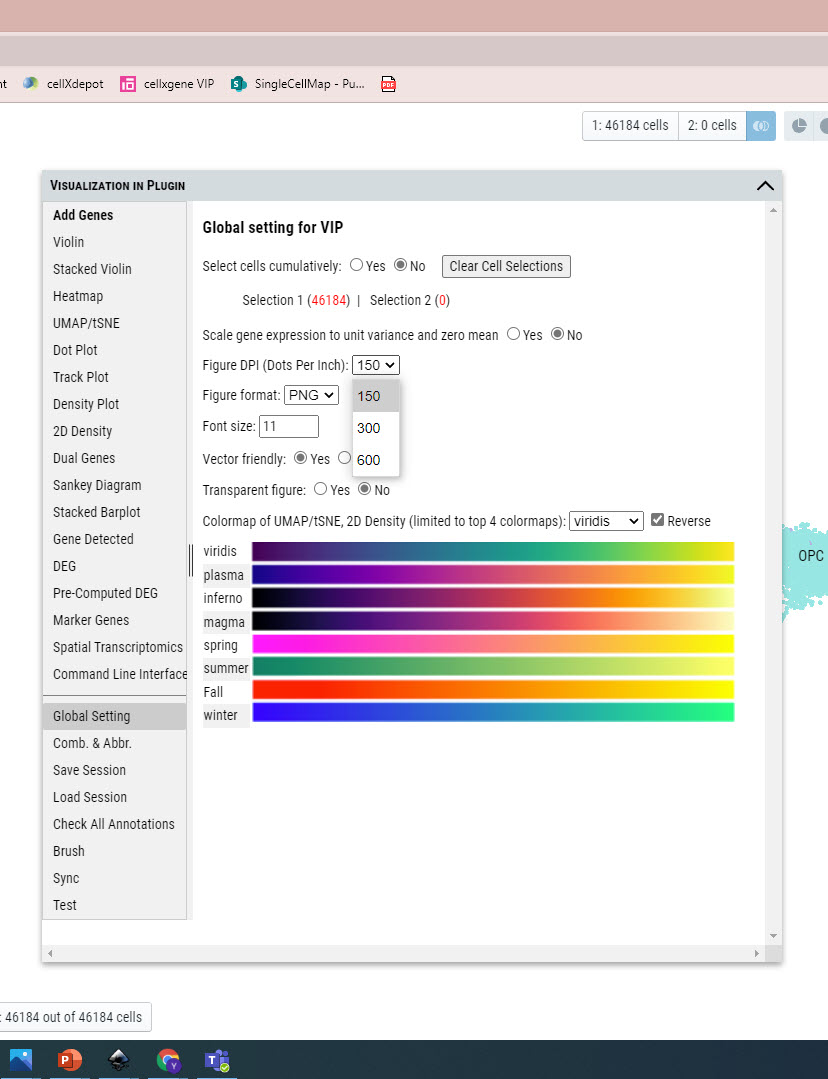 nt cellXdepot cellxgene VIP SingleCellMap - Pu... PDF
1: 46184 cells 2: 0 cells
Visualization in Plugin
Add Genes
Violin
Stacked Violin
Heatmap
UMAP/tSNE
Dot Plot
Track Plot
Density Plot
2D Density
Dual Genes
Sankey Diagram
Stacked Barplot
Gene Detected
DEG
Pre-Computed DEG
Marker Genes
Spatial Transcriptomics
Command Line Interface
Global Setting
Comb. & Abbr.
Save Session
Load Session
Check All Annotations
Brush
Sync
Test
Global setting for VIP
Select cells cumulatively: Yes No Clear Cell Selections
Selection 1 (46184) | Selection 2 (0)
Scale gene expression to unit variance and zero mean Yes No
Figure DPI (Dots Per Inch): 150
150
300
600
Figure format: PNG
Font size: 11
Vector friendly: Yes
Transparent figure: Yes No
Colormap of UMAP/tSNE, 2D Density (limited to top 4 colormaps): viridis Reverse
viridis
plasma
inferno
magma
spring
summer
Fall
winter
OPC
: 46184 out of 46184 cells
P Y T